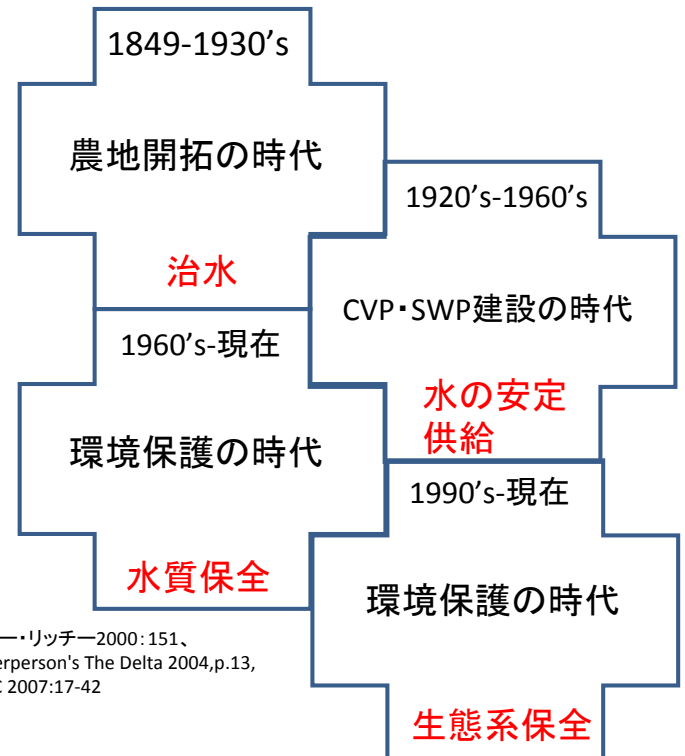 1849-1930's
農地開拓の時代
治水
1920's-1960's
CVP・SWP建設の時代
水の安定
供給
1960's-現在
環境保護の時代
水質保全
1990's-現在
環境保護の時代
生態系保全
ー・リッチー2000：151、
erperson's The Delta 2004,p.13,
2007:17-42